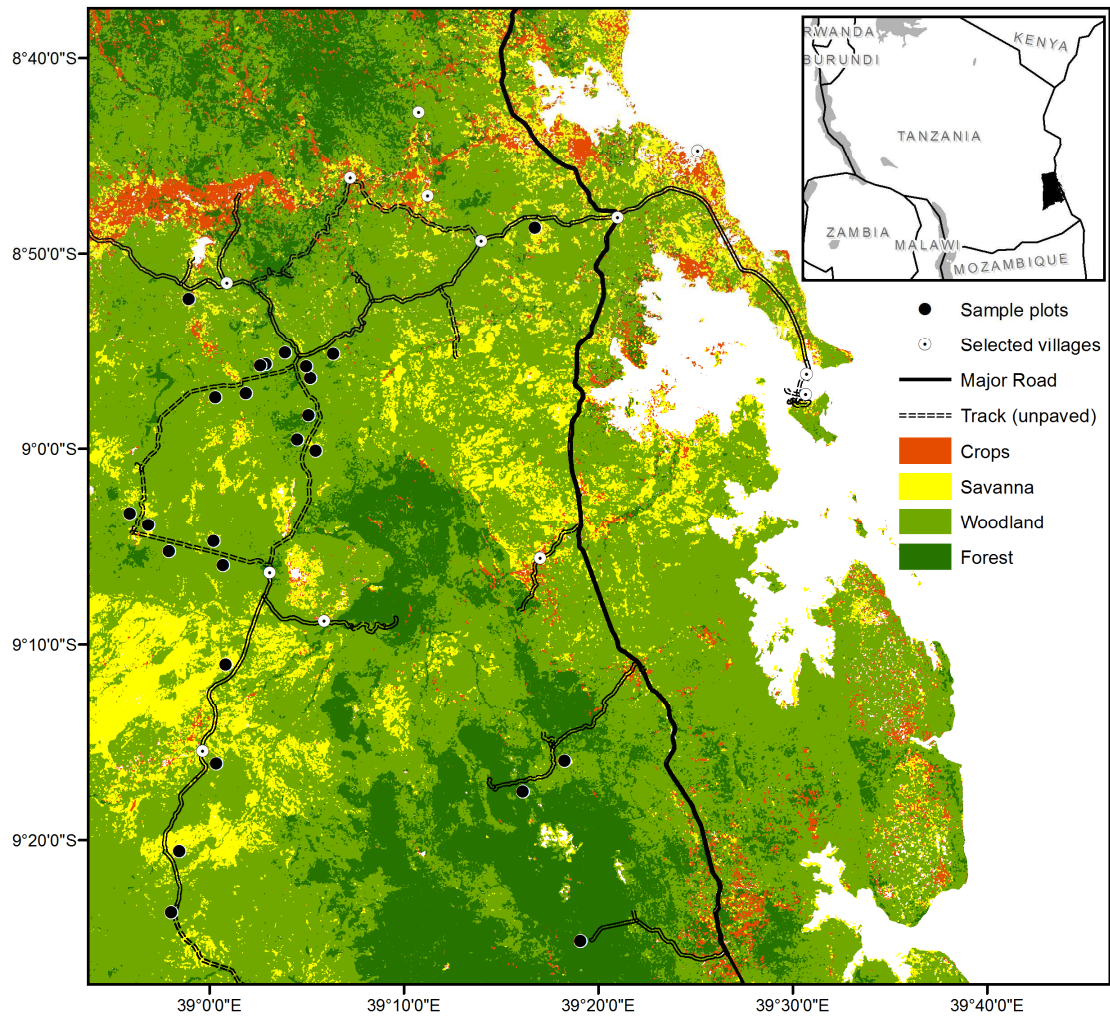 8°40'0"S
8°50'0"S
9°0'0"S
9°10'0"S
9°20'0"S
39°0'0"E
39°10'0"E
39°20'0"E
39°30'0"E
39°40'0"E
RWANDA
KENYA
BURUNDI
TANZANIA
ZAMBIA
MALAWI
MOZAMBIQUE
Sample plots
Selected villages
Major Road
Track (unpaved)
Crops
Savanna
Woodland
Forest